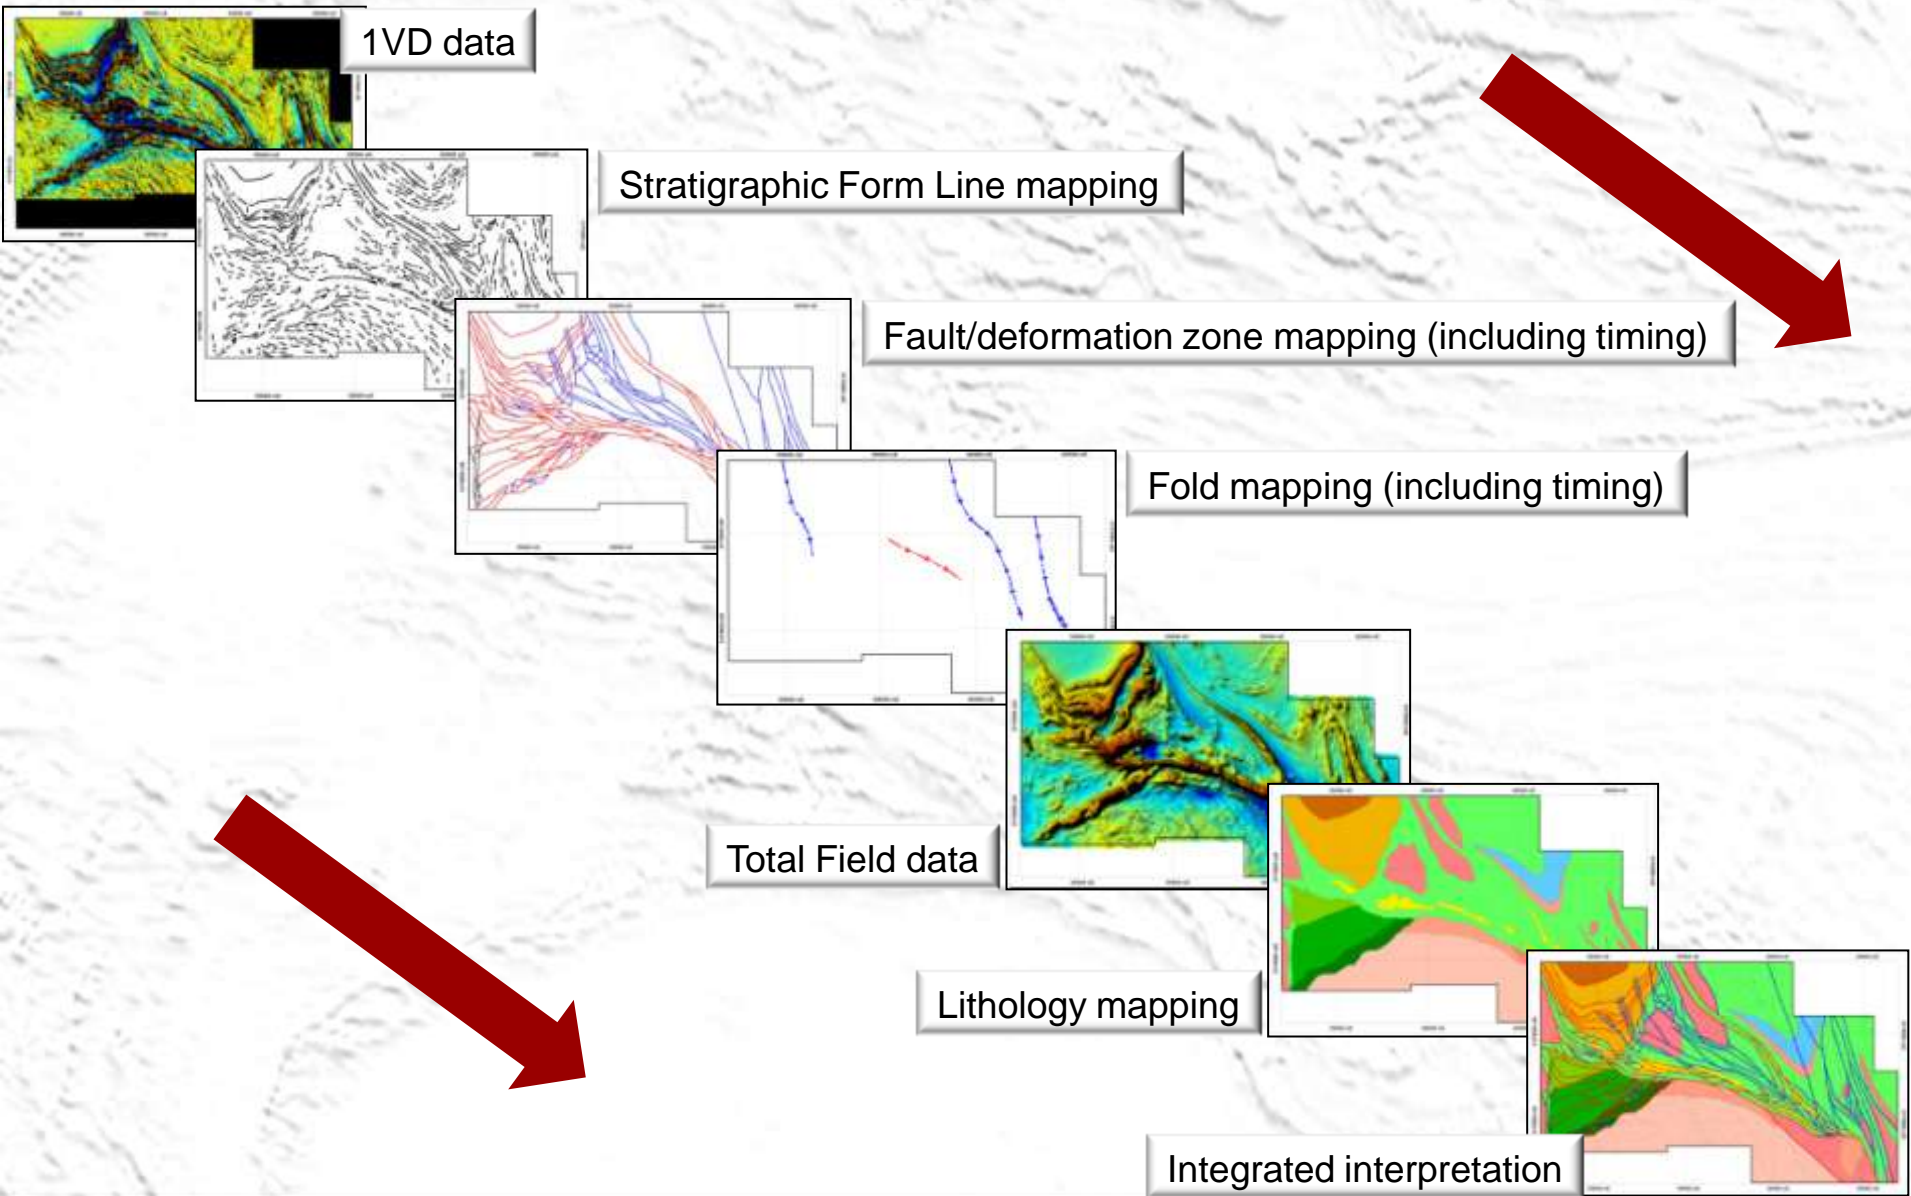 1VD data
Stratigraphic Form Line mapping
Fault/deformation zone mapping (including timing)
Fold mapping (including timing)
Total Field data
Lithology mapping
Integrated interpretation